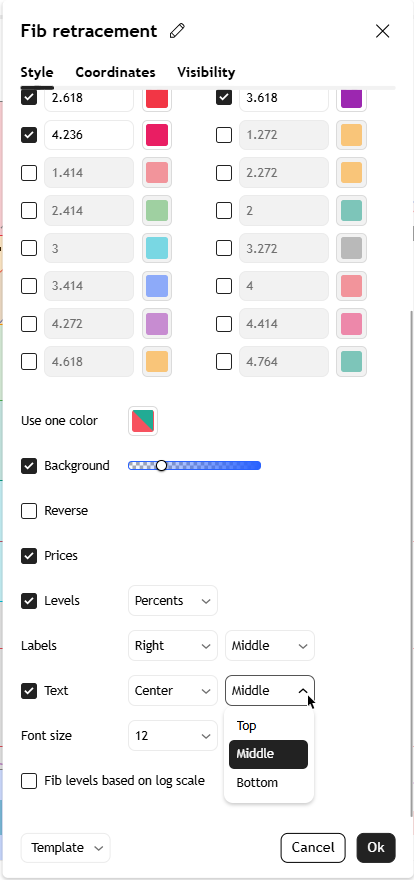 Fib retracement
Style Coordinates Visibility
2.618 3.618
4.236 1.272
1.414 2.272
2.414 2
3 3.272
3.414 4
4.272 4.414
4.618 4.764
Use one color
Background
Reverse
Prices
Levels Percents
Labels Right Middle
Text Center Middle
Top
Font size 12
Middle
Fib levels based on log scale Bottom
Template Cancel Ok